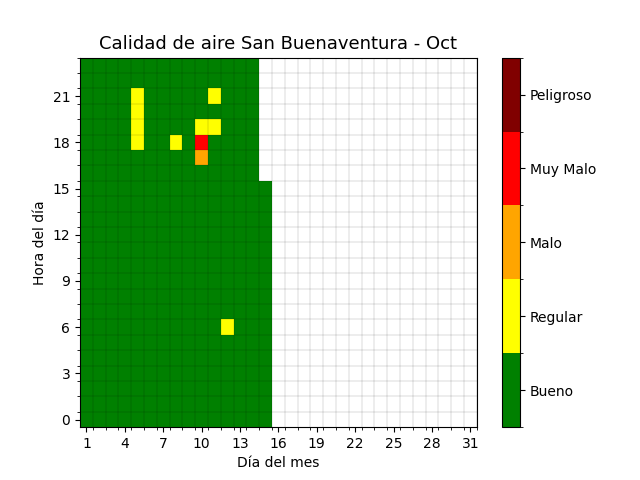 Calidad de aire San Buenaventura - Oct
Hora del día
21
18
15
12
9
6
3
0
1 4 7 10 13 16 19 22 25 28 31
Día del mes
Peligroso
Muy Malo
Malo
Regular
Bueno